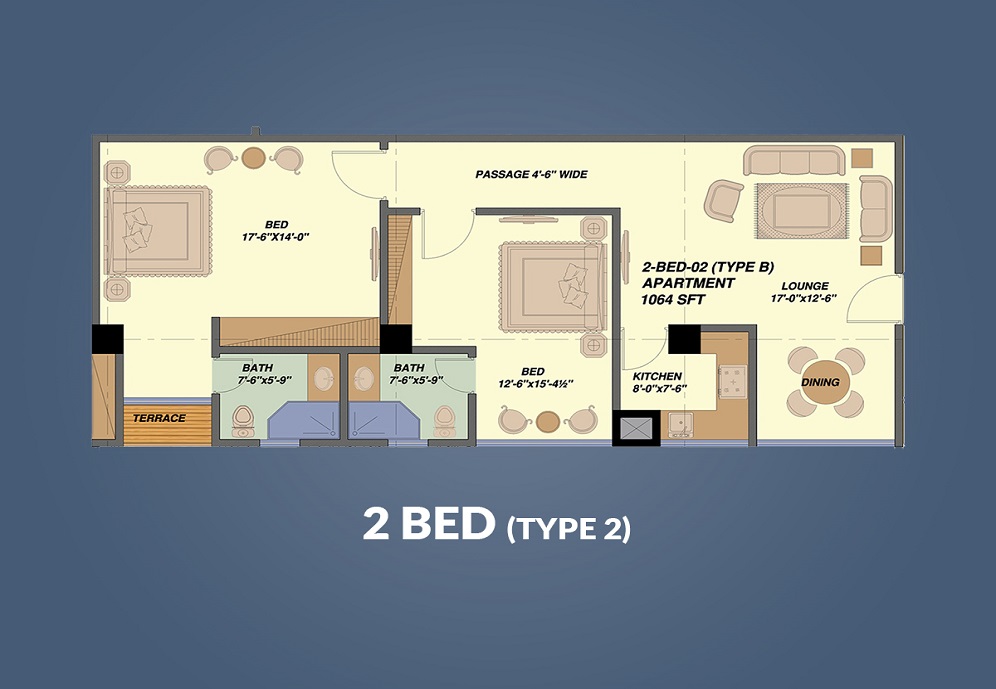 PASSAGE 4'-6" WIDE
BED
17'-6"X14'-0"
2-BED-02 (TYPE B)
APARTMENT
1064 SFT
LOUNGE
17'-0"x12'-6"
BATH
7'-6"x5'-9"
BATH
7'-6"x5'-9"
BED
12'-6"x15'-4½"
KITCHEN
8'-0"x7'-6"
DINING
TERRACE
2 BED (TYPE 2)